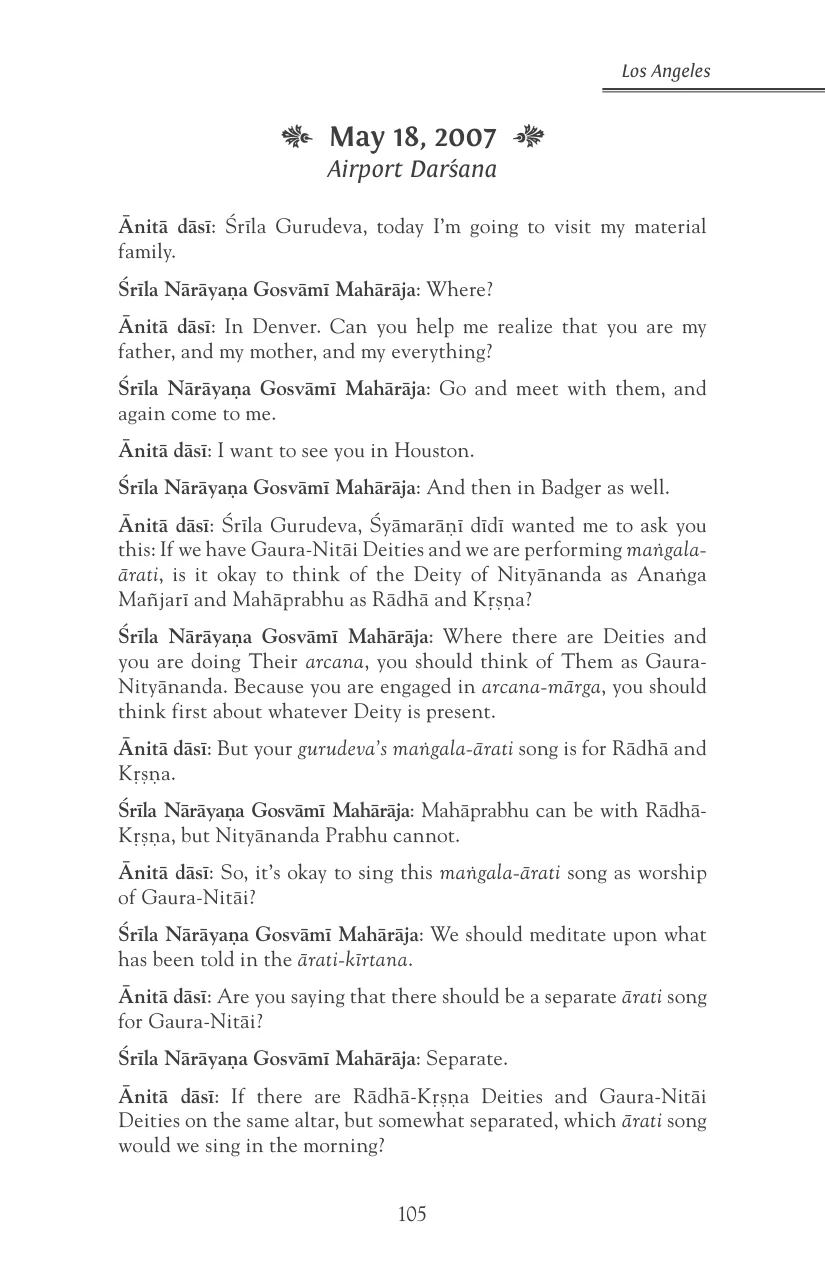 Los Angeles
May 18, 2007
Airport Darśana
Ānitā dāsī: Śrīla Gurudeva, today I’m going to visit my material
family.
Śrīla Nārāyaṇa Gosvāmī Mahārāja: Where?
Ānitā dāsī: In Denver. Can you help me realize that you are my
father, and my mother, and my everything?
Śrīla Nārāyaṇa Gosvāmī Mahārāja: Go and meet with them, and
again come to me.
Ānitā dāsī: I want to see you in Houston.
Śrīla Nārāyaṇa Gosvāmī Mahārāja: And then in Badger as well.
Ānitā dāsī: Śrīla Gurudeva, Śyāmarāṇī dīdī wanted me to ask you
this: If we have Gaura-Nitāi Deities and we are performing maṅgala-
ārati, is it okay to think of the Deity of Nityānanda as Anaṅga
Mañjarī and Mahāprabhu as Rādhā and Kṛṣṇa?
Śrīla Nārāyaṇa Gosvāmī Mahārāja: Where there are Deities and
you are doing Their arcana, you should think of Them as Gaura-
Nityānanda. Because you are engaged in arcana-mārga, you should
think first about whatever Deity is present.
Ānitā dāsī: But your gurudeva’s maṅgala-ārati song is for Rādhā and
Kṛṣṇa.
Śrīla Nārāyaṇa Gosvāmī Mahārāja: Mahāprabhu can be with Rādhā-
Kṛṣṇa, but Nityānanda Prabhu cannot.
Ānitā dāsī: So, it’s okay to sing this maṅgala-ārati song as worship
of Gaura-Nitāi?
Śrīla Nārāyaṇa Gosvāmī Mahārāja: We should meditate upon what
has been told in the ārati-kīrtana.
Ānitā dāsī: Are you saying that there should be a separate ārati song
for Gaura-Nitāi?
Śrīla Nārāyaṇa Gosvāmī Mahārāja: Separate.
Ānitā dāsī: If there are Rādhā-Kṛṣṇa Deities and Gaura-Nitāi
Deities on the same altar, but somewhat separated, which ārati song
would we sing in the morning?
105